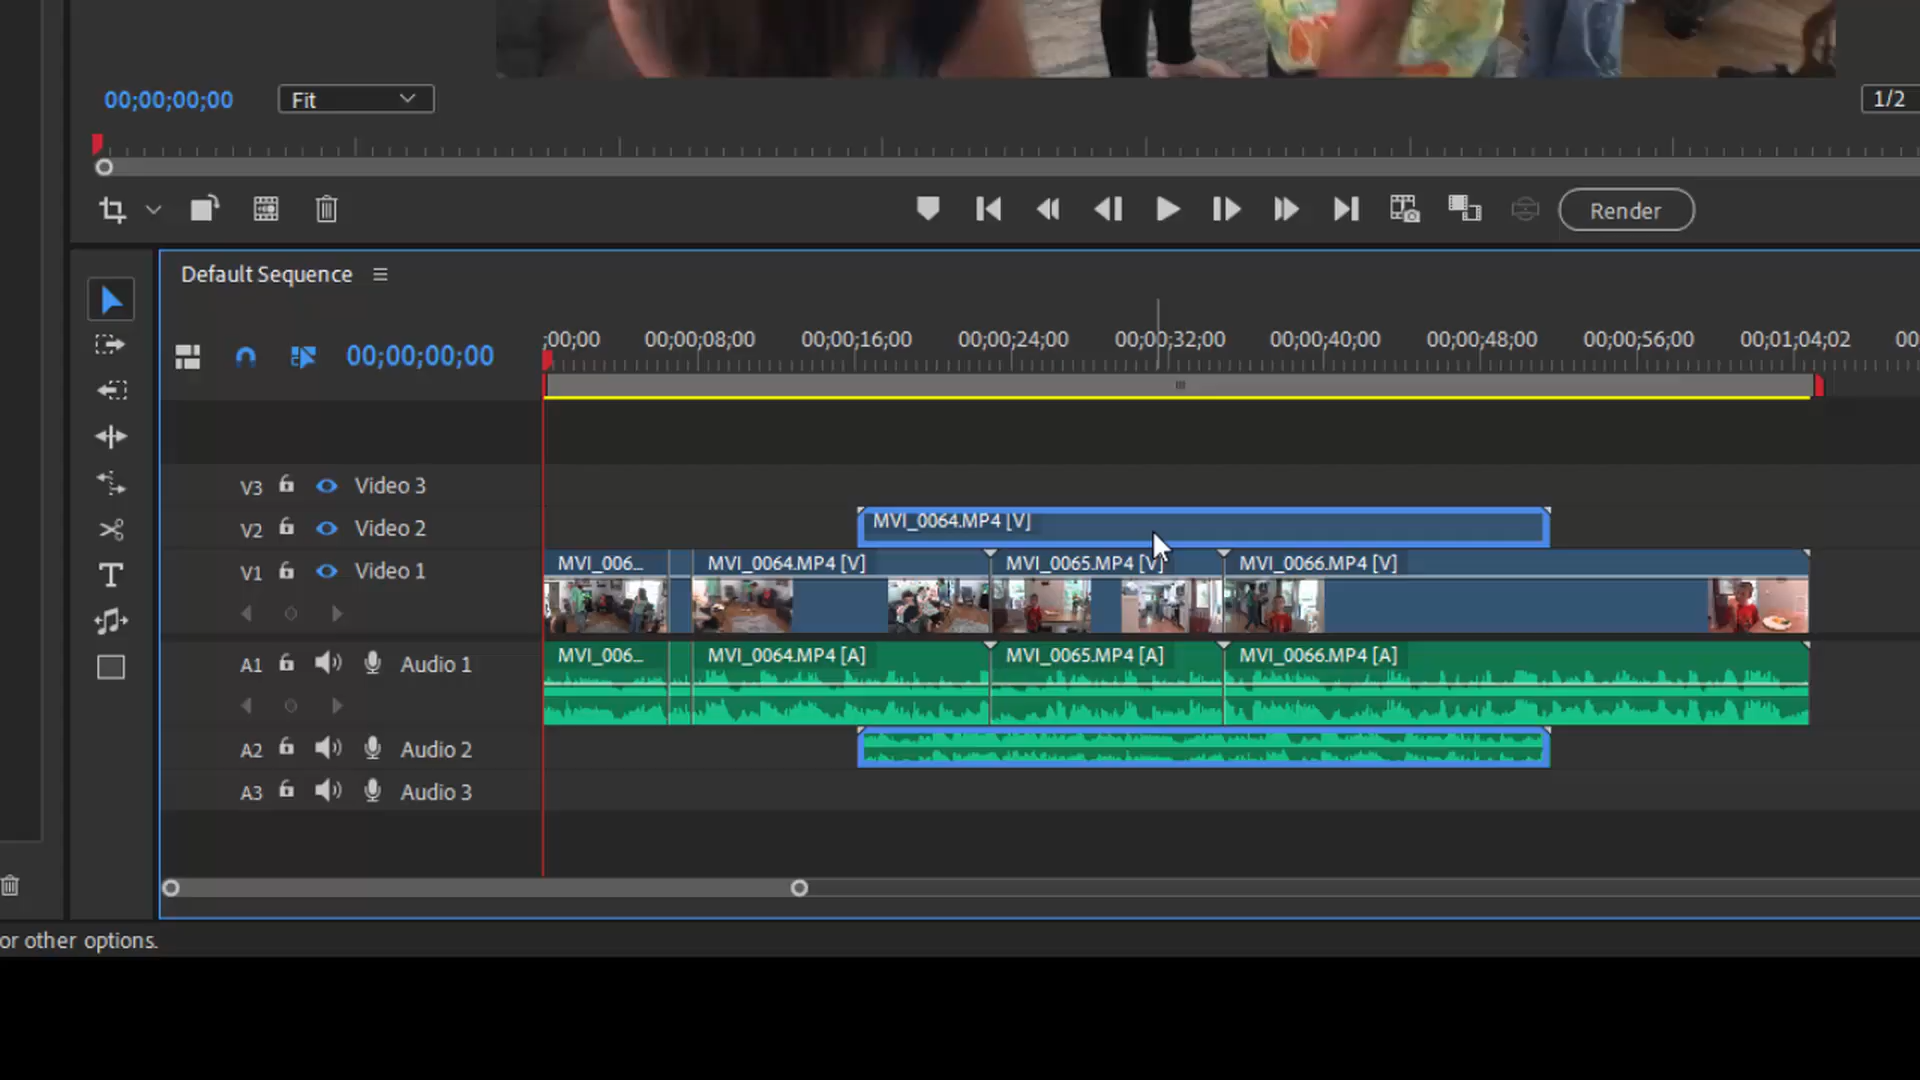 00;00;00;00
Fit
1/2
Render
Default Sequence
00;00;00;00
;00;00
00;00;08;00
00;00;16;00
00;00;24;00
00;00;32;00
00;00;40;00
00;00;48;00
00;00;56;00
00;01;04;02
00
V3 Video 3
V2 Video 2
MVI_0064.MP4 [V]
V1 Video 1
MVI_006...
MVI_0064.MP4 [V]
MVI_0065.MP4 [V]
MVI_0066.MP4 [V]
A1 Audio 1
MVI_006...
MVI_0064.MP4 [A]
MVI_0065.MP4 [A]
MVI_0066.MP4 [A]
A2 Audio 2
A3 Audio 3
or other options.